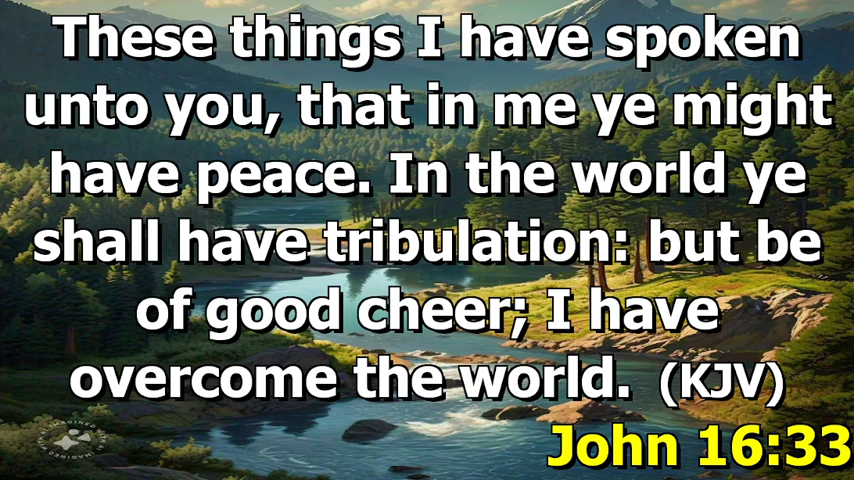 These things I have spoken
unto you, that in me ye might
have peace. In the world ye
shall have tribulation: but be
of good cheer; I have
overcome the world. (KJV)
John 16:33